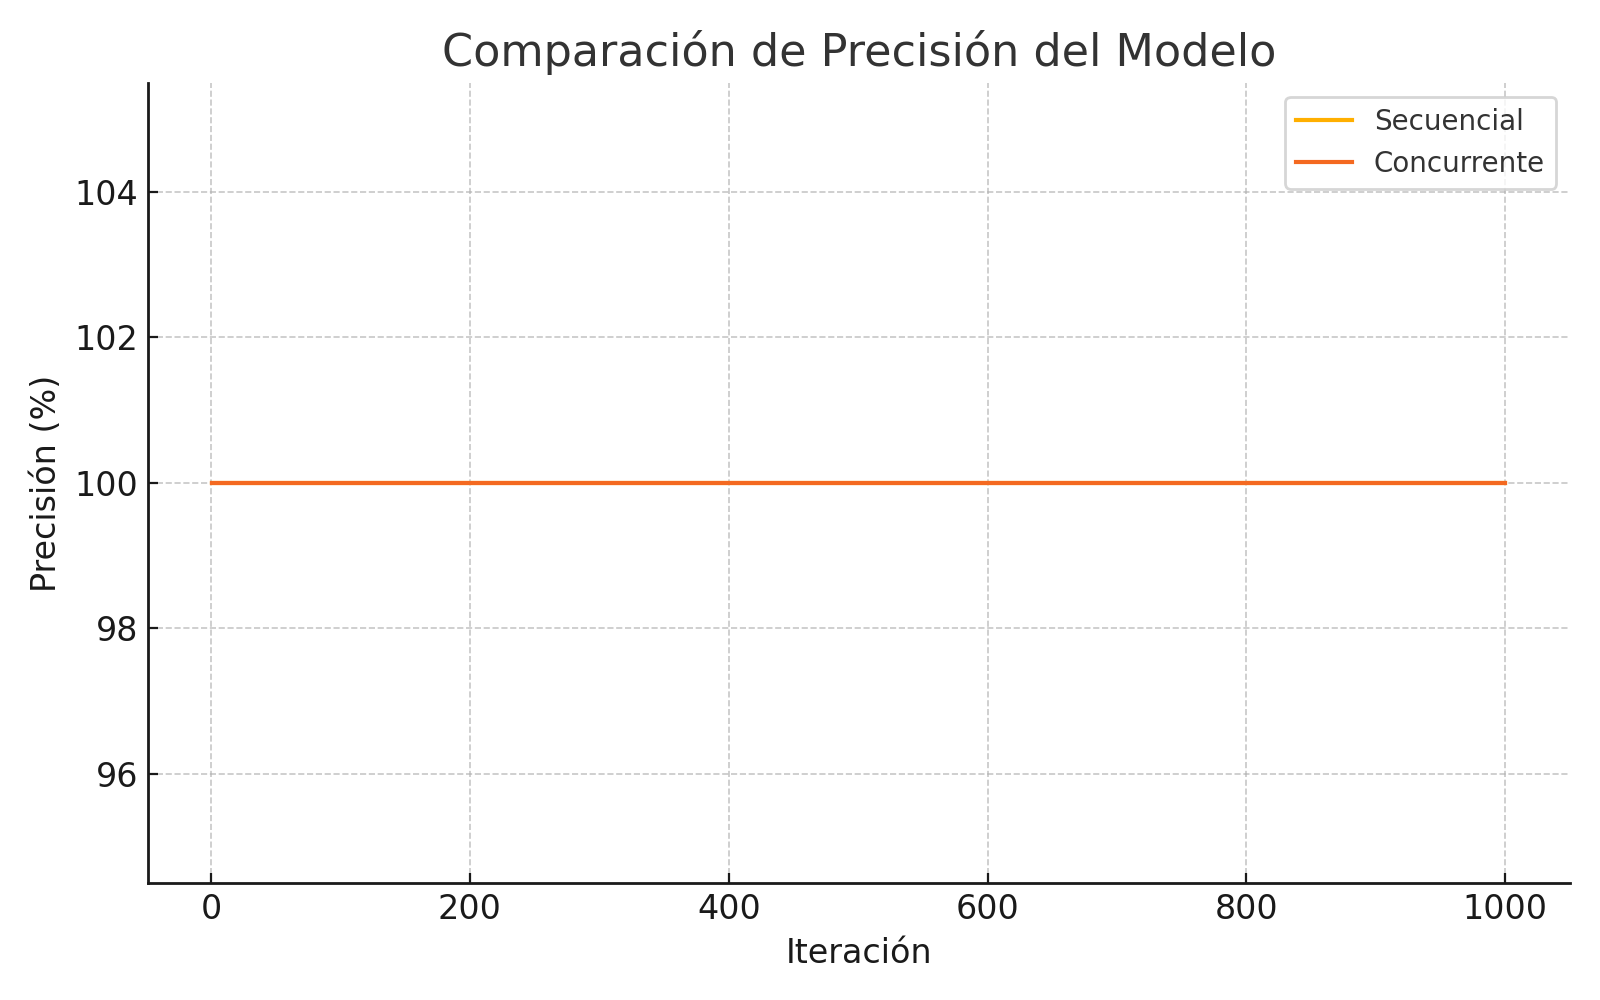 Comparación de Precisión del Modelo
Secuencial
Concurrente
104
102
100
98
96
Precisión (%)
0 200 400 600 800 1000
Iteración